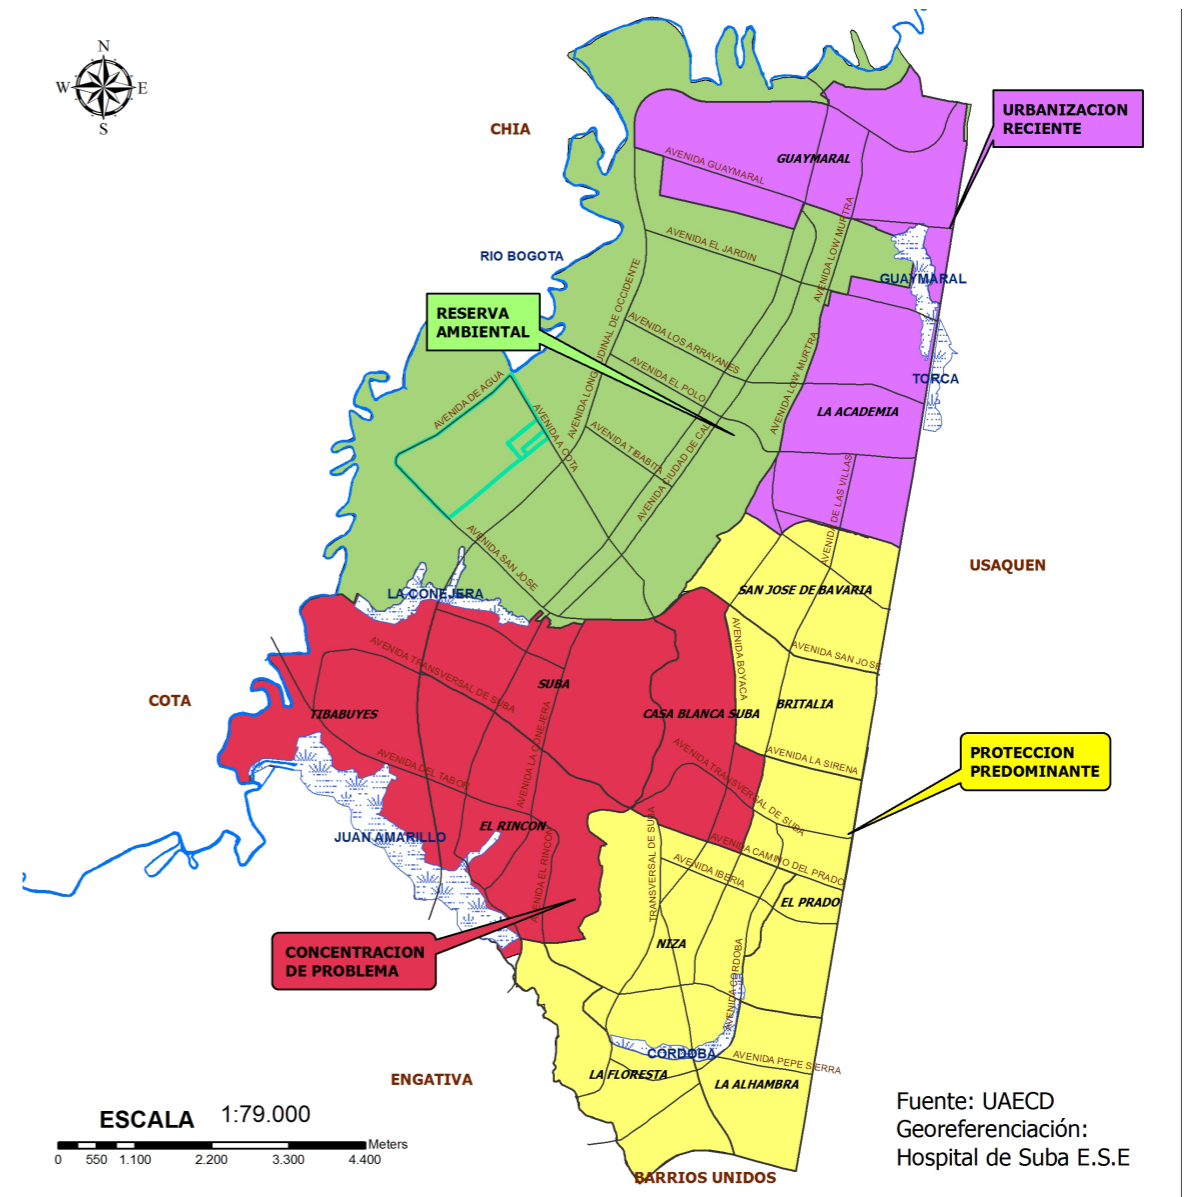 N
W
E
S
CHIA
URBANIZACION
RECIENTE
AVENIDA GUAYMARAL
GUAYMARAL
AVENIDA LOW MURTRA
AVENIDA EL JARDIN
RIO BOGOTA
GUAYMARAL
AVENIDA LONGITUDINAL DE OCCIDENTE
RESERVA
AMBIENTAL
AVENIDA LOS ARRAYANES
AVENIDA LOW MURTRA
AVENIDA EL POLO
TORCA
AVENIDA DE AGUA
AVENIDA A COTA
LA ACADEMIA
AVENIDA TIBABITA
AVENIDA CIUDAD DE CALI
AVENIDA DE LAS VILLAS
AVENIDA SAN JOSE
USAQUEN
LA CONEJERA
SAN JOSE DE BAVARIA
AVENIDA BOYACA
AVENIDA SAN JOSE
AVENIDA TRANSVERSAL DE SUBA
SUBA
COTA
TIBABUYES
CASA BLANCA SUBA
BRITALIA
AVENIDA LA CONEJERA
AVENIDA TRANSVERSAL DE SUBA
AVENIDA LA SIRENA
PROTECCION
PREDOMINANTE
AVENIDA DEL TABOR
EL RINCON
JUAN AMARILLO
AVENIDA EL RINCON
TRANSVERSAL DE SUBA
AVENIDA CAMINO DEL PRADO
AVENIDA IBERIA
EL PRADO
NIZA
CONCENTRACION
DE PROBLEMA
AVENIDA CORDOBA
CORDOBA
AVENIDA PEPE SIERRA
LA FLORESTA
LA ALHAMBRA
ENGATIVA
ESCALA 1:79.000
Meters
0 550 1.100 2.200 3.300 4.400
BARRIOS UNIDOS
Fuente: UAECD
Georeferenciación:
Hospital de Suba E.S.E